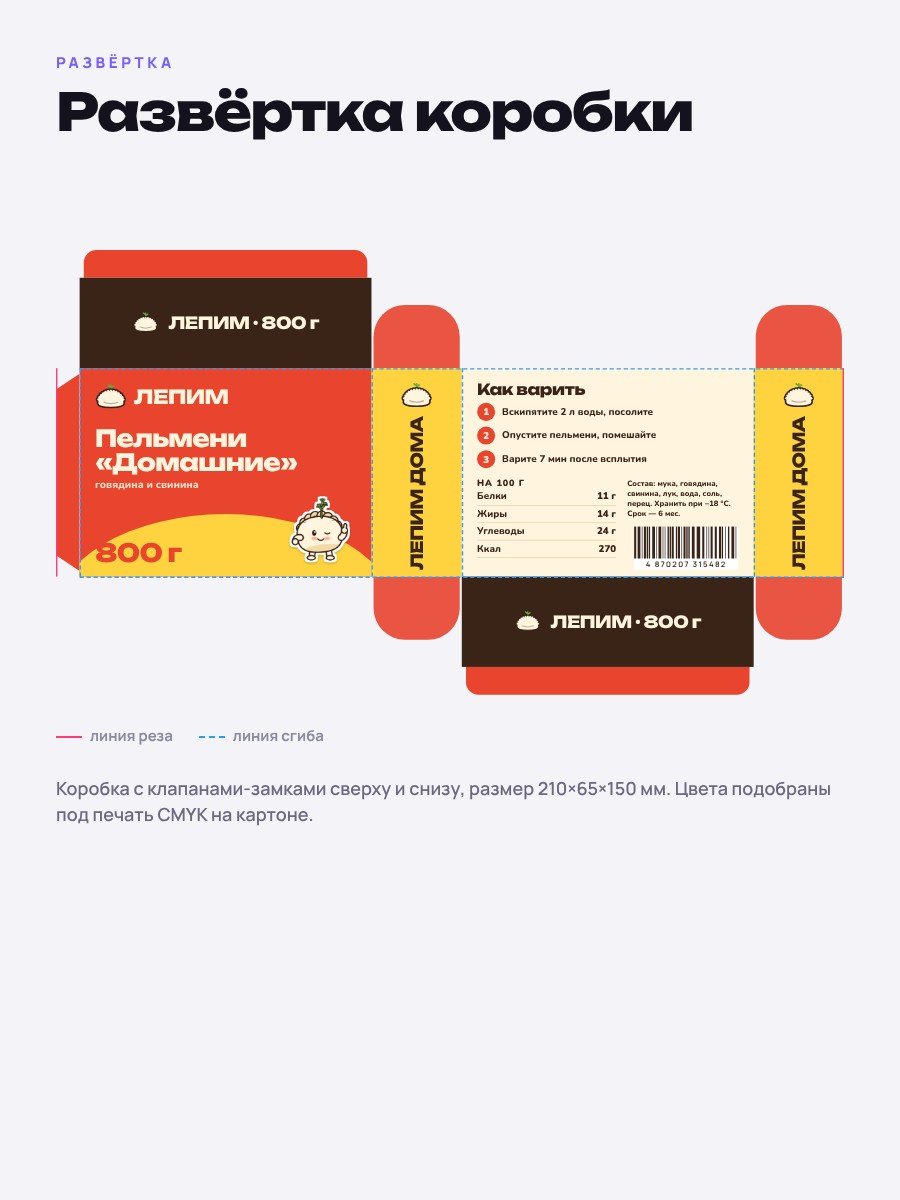 РАЗВЁРТКА
Развёртка коробки
ЛЕПИМ · 800 г
ЛЕПИМ
Пельмени
«Домашние»
говядина и свинина
800 г
ЛЕПИМ ДОМА
Как варить
1 Вскипятите 2 л воды, посолите
2 Опустите пельмени, помешайте
3 Варите 7 мин после всплытия
НА 100 Г
Белки 11 г
Жиры 14 г
Углеводы 24 г
Ккал 270
Состав: мука, говядина,
свинина, лук, вода, соль,
перец. Хранить при −18 °C.
Срок — 6 мес.
4 870207 315482
ЛЕПИМ ДОМА
ЛЕПИМ · 800 г
линия реза
линия сгиба
Коробка с клапанами-замками сверху и снизу, размер 210×65×150 мм. Цвета подобраны
под печать CMYK на картоне.